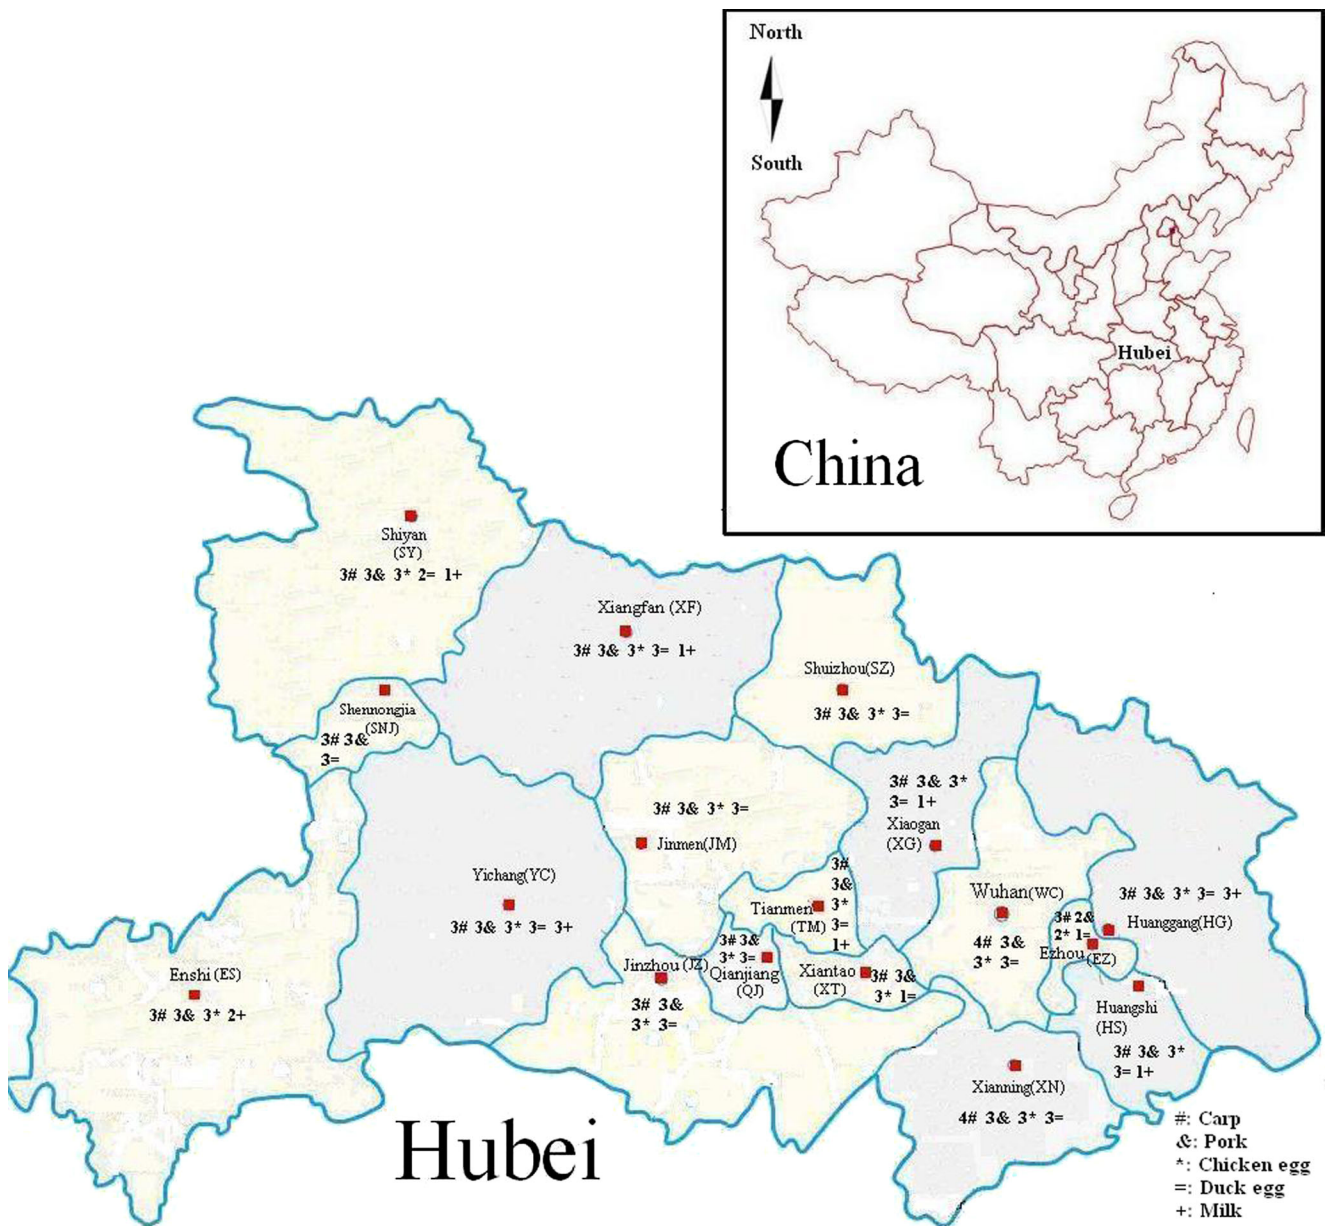 North
South
Hubei
China
Shiyan
(SY)
3# 3& 3* 2= 1+
Xiangfan (XF)
3# 3& 3* 3= 1+
Shuizhou(SZ)
3# 3& 3* 3=
Shennongjia
(SNJ)
3# 3&
3=
3# 3& 3* 3=
Jinmen(JM)
3# 3& 3*
3= 1+
Xiaogan
(XG)
Yichang(YC)
3# 3& 3* 3= 3+
3#
3&
3*
3=
1+
Tianmen
(TM)
Wuhan(WC)
4# 3&
3* 3=
3# 2&
2* 1=
Ezhou (EZ)
3# 3& 3* 3= 3+
Huanggang(HG)
Enshi (ES)
3# 3& 3* 2+
Jinzhou (JZ)
3# 3&
3* 3=
3# 3&
3* 3=
Qianjiang
(QJ)
Xiantao
(XT)
3# 3&
3* 1=
Huangshi
(HS)
3# 3& 3*
3= 1+
Xianning(XN)
4# 3& 3* 3=
Hubei
#: Carp
&: Pork
*: Chicken egg
=: Duck egg
+: Milk